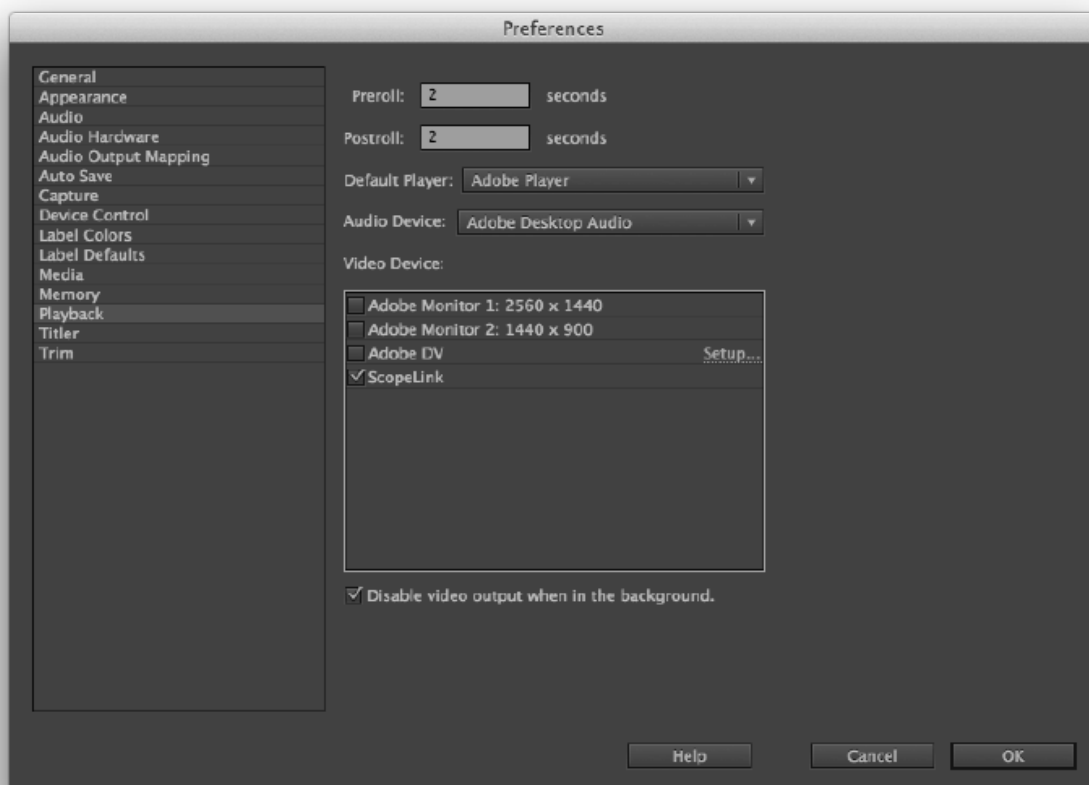 Preferences
General
Appearance
Audio
Audio Hardware
Audio Output Mapping
Auto Save
Capture
Device Control
Label Colors
Label Defaults
Media
Memory
Playback
Titler
Trim
Preroll: 2 seconds
Postroll: 2 seconds
Default Player: Adobe Player
Audio Device: Adobe Desktop Audio
Video Device:
Adobe Monitor 1: 2560 x 1440
Adobe Monitor 2: 1440 x 900
Adobe DV Setup...
ScopeLink
Disable video output when in the background.
Help Cancel OK